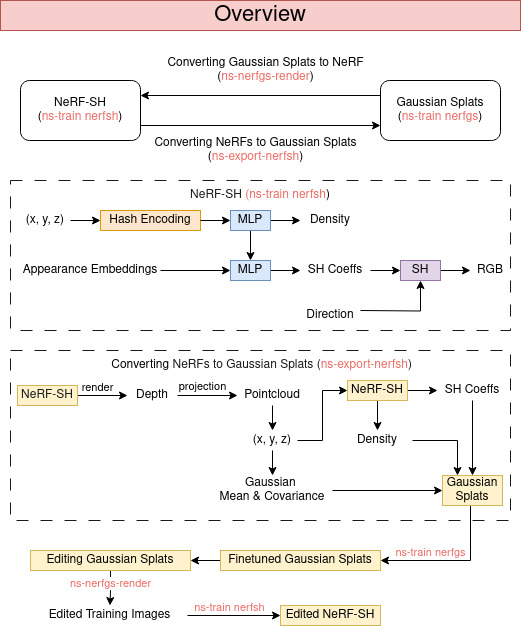 Overview
Converting Gaussian Splats to NeRF
(ns-nerfgs-render)
NeRF-SH
(ns-train nerfsh)
Gaussian Splats
(ns-train nerfgs)
Converting NeRFs to Gaussian Splats
(ns-export-nerfsh)
NeRF-SH (ns-train nerfsh)
(x, y, z)
Hash Encoding
MLP
Density
Appearance Embeddings
MLP
SH Coeffs
SH
RGB
Direction
Converting NeRFs to Gaussian Splats (ns-export-nerfsh)
NeRF-SH
render
Depth
projection
Pointcloud
NeRF-SH
SH Coeffs
(x, y, z)
Density
Gaussian
Mean & Covariance
Gaussian
Splats
ns-train nerfgs
Finetuned Gaussian Splats
Editing Gaussian Splats
ns-nerfgs-render
Edited Training Images
ns-train nerfsh
Edited NeRF-SH